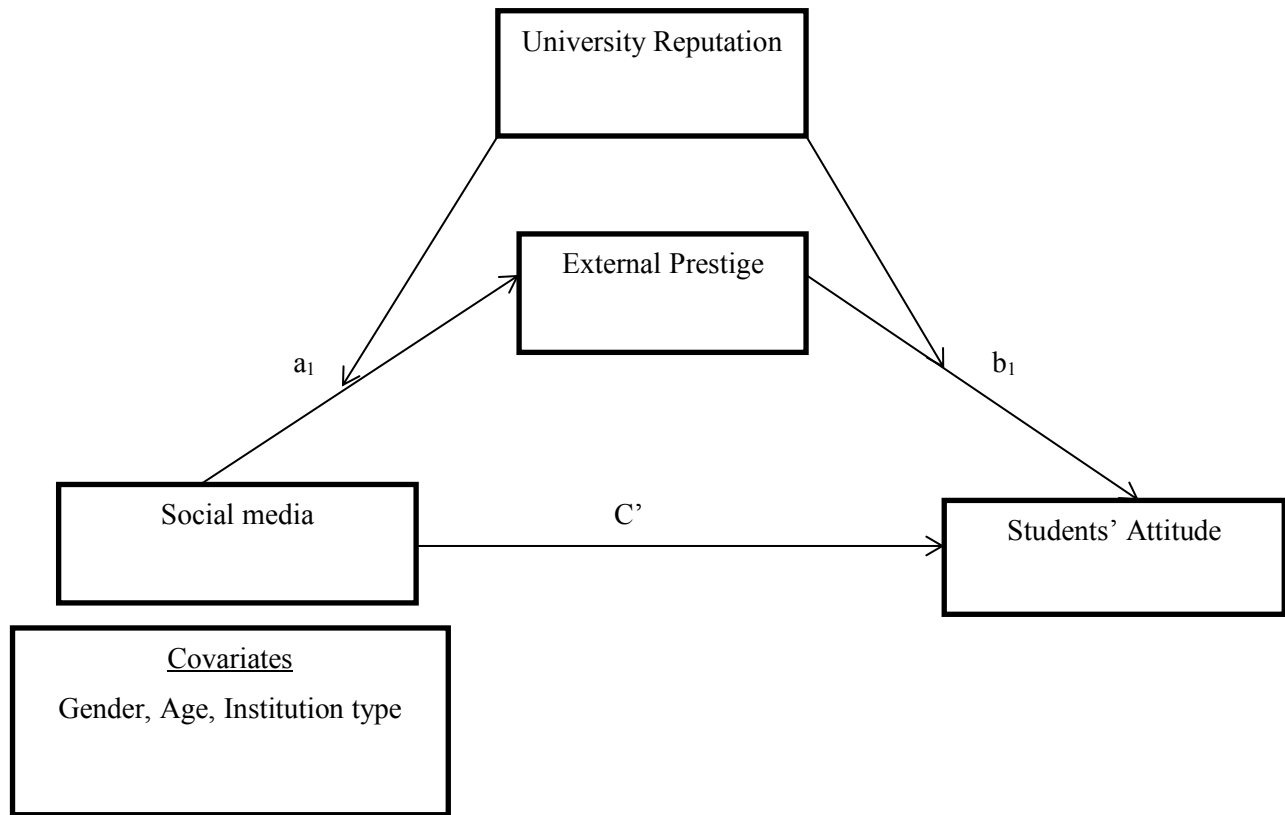 University Reputation
External Prestige
a₁
b₁
Social media
C’
Students’ Attitude
Covariates
Gender, Age, Institution type